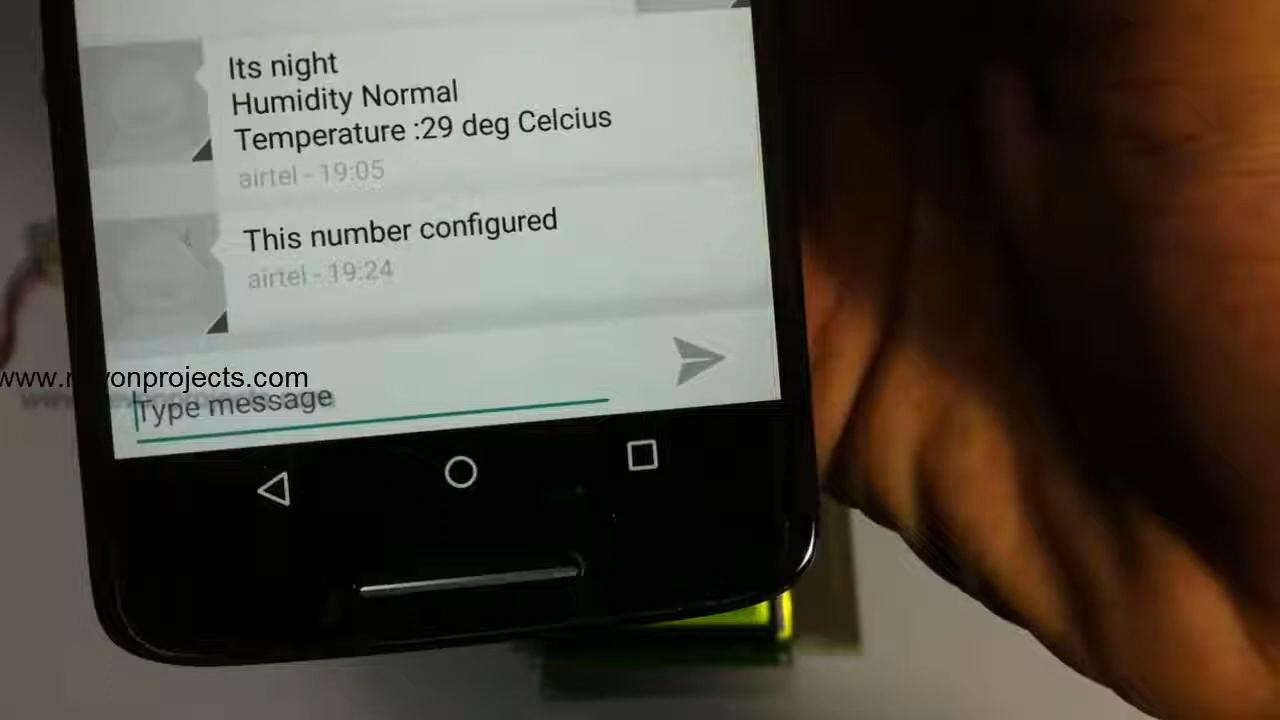 Its night
Humidity Normal
Temperature :29 deg Celcius
airtel - 19:05
This number configured
airtel - 19:24
Type message